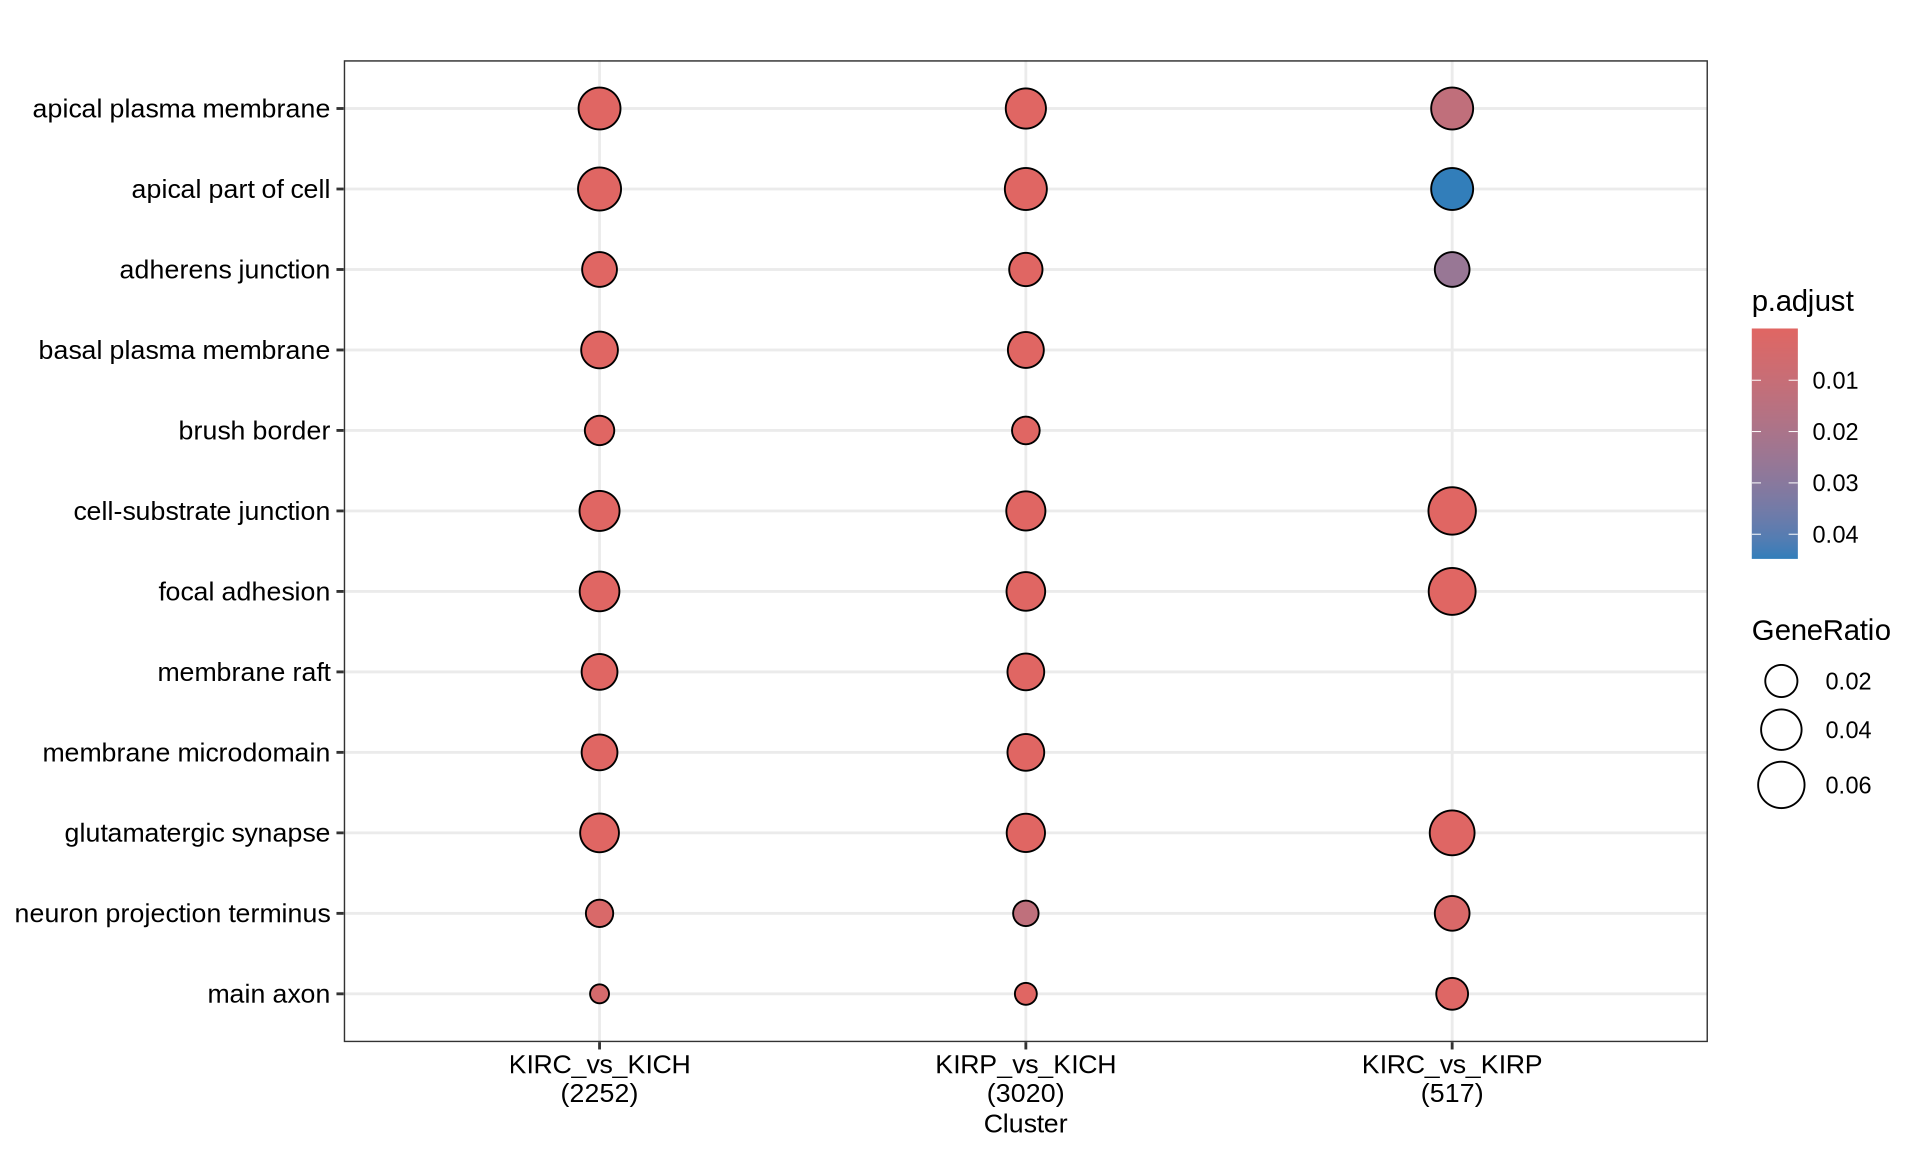 apical plasma membrane
apical part of cell
adherens junction
basal plasma membrane
brush border
cell-substrate junction
focal adhesion
membrane raft
membrane microdomain
glutamatergic synapse
neuron projection terminus
main axon
KIRC_vs_KICH
(2252)
KIRP_vs_KICH
(3020)
KIRC_vs_KIRP
(517)
Cluster
p.adjust
0.01
0.02
0.03
0.04
GeneRatio
0.02
0.04
0.06